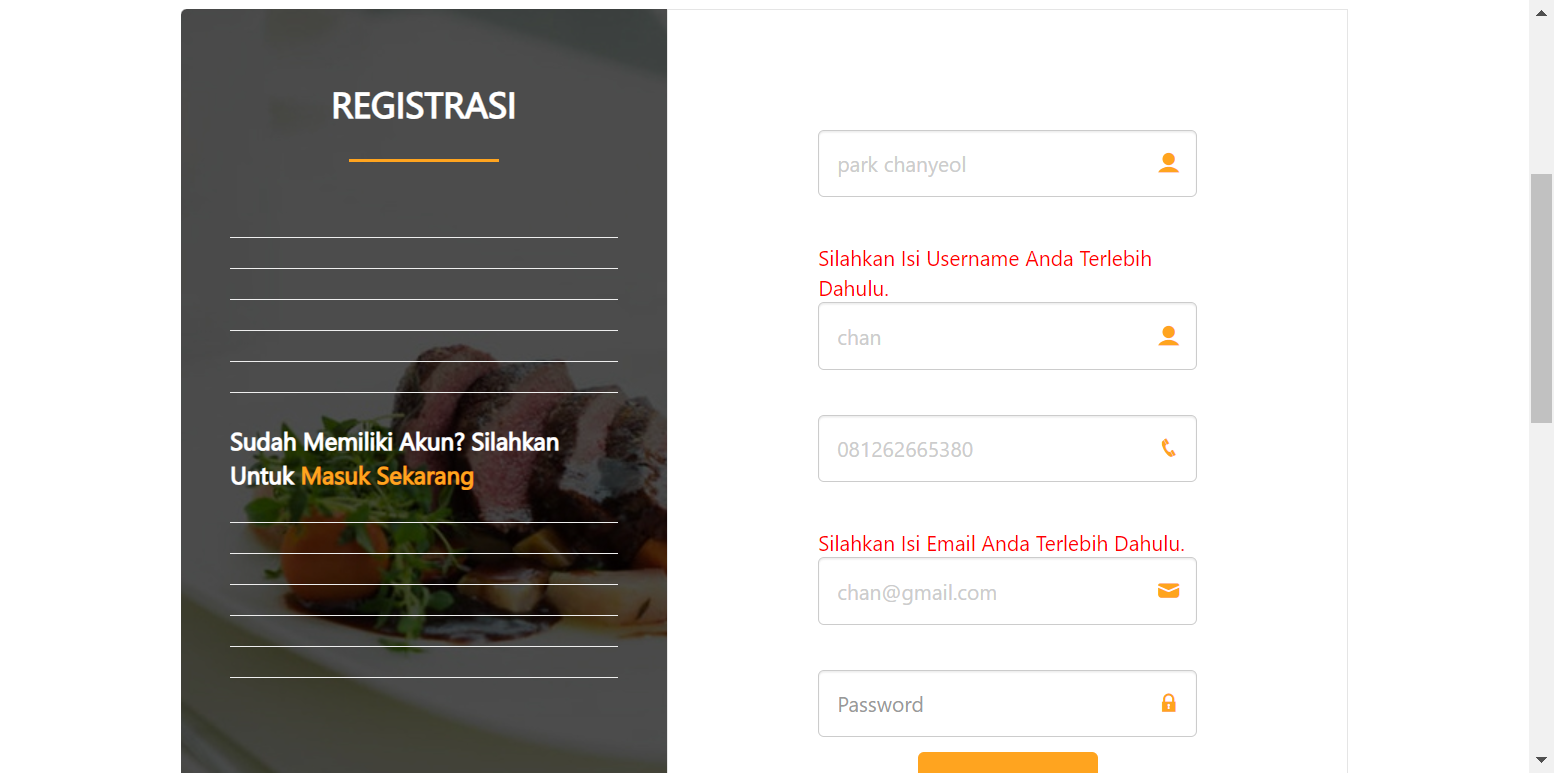 REGISTRASI
Sudah Memiliki Akun? Silahkan
Untuk Masuk Sekarang
park chanyeol
Silahkan Isi Username Anda Terlebih
Dahulu.
chan
081262665380
Silahkan Isi Email Anda Terlebih Dahulu.
chan@gmail.com
Password